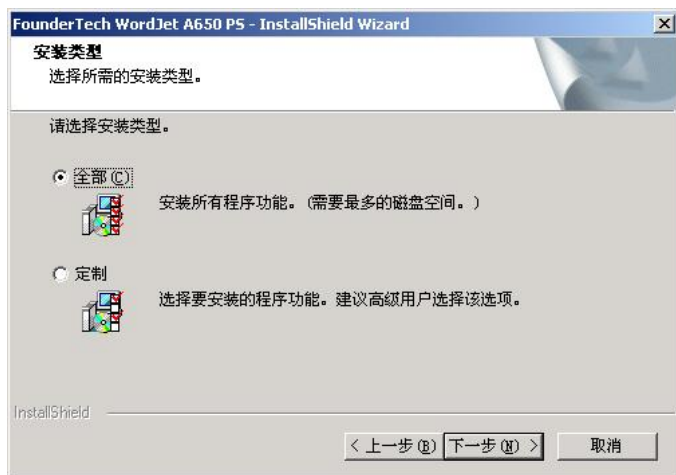 FounderTech WordJet A650 PS - InstallShield Wizard
安装类型
选择所需的安装类型。
请选择安装类型。
全部(C)
安装所有程序功能。(需要最多的磁盘空间。)
定制
选择要安装的程序功能。建议高级用户选择该选项。
InstallShield
< 上一步(B) 下一步(N) > 取消